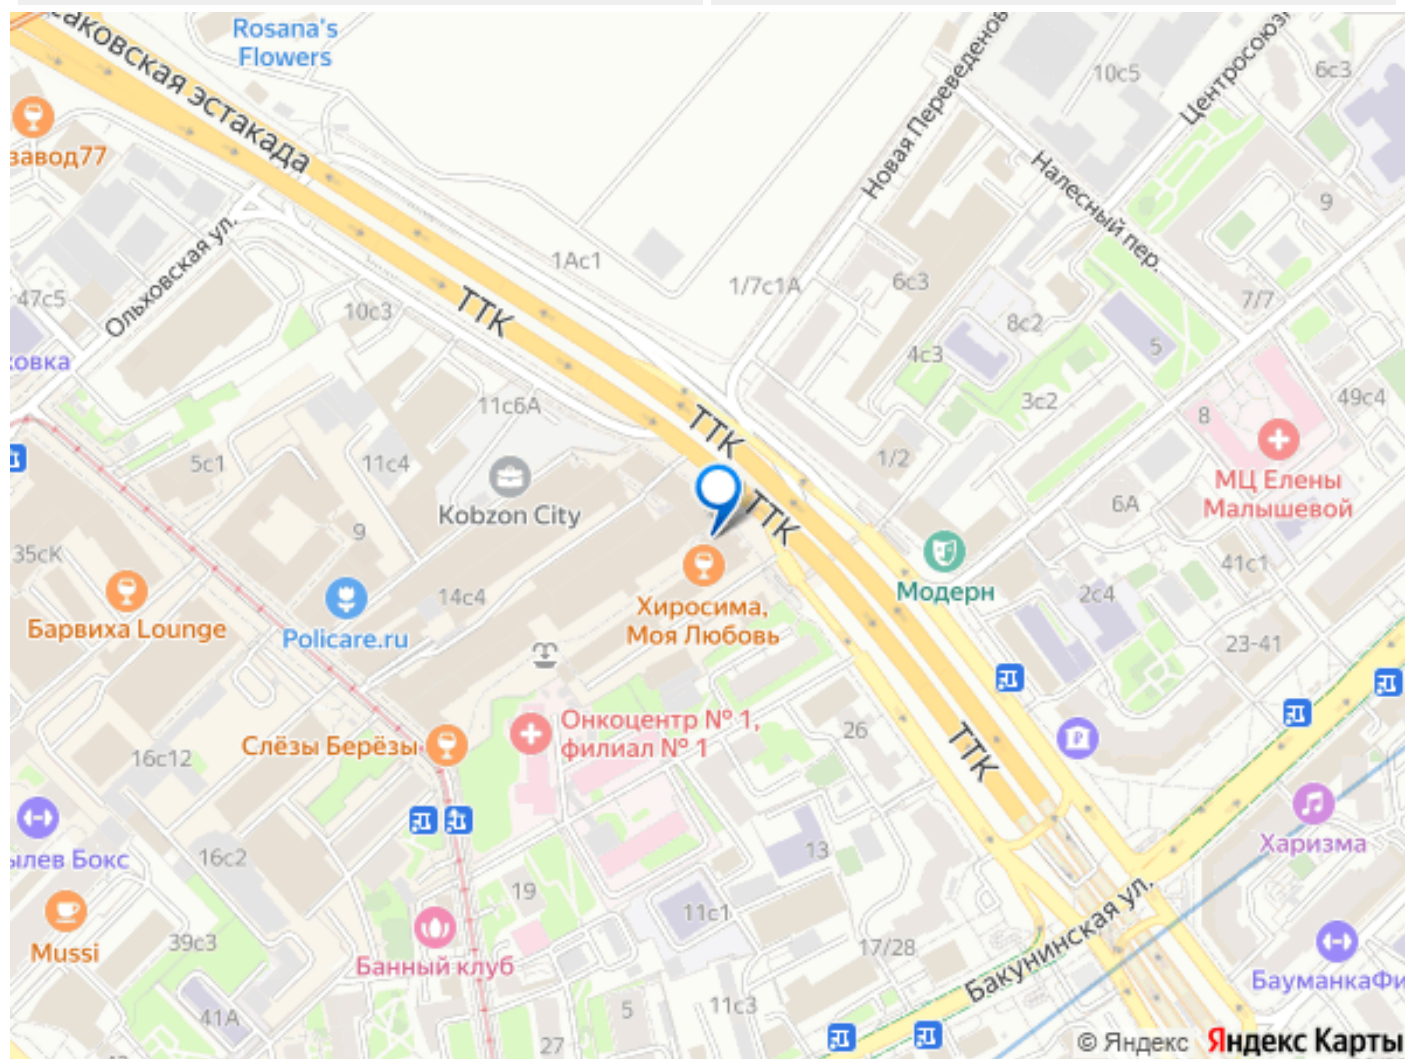 Rosana's
Flowers
саковская эстакада
завод77
Новая Переведенов
10с5
Центросоюзн
6с3
Налесный пер.
9
Ольховская ул.
47с5
1Ас1
1/7с1А
6с3
7/7
10с3
ТТК
8с2
5
4с3
ковка
11с6А
ТТК
3с2
49с4
8
5с1
11с4
1/2
МЦ Елены
Малышевой
Kobzon City
ТТК
6А
9
35сК
14с4
Модерн
2с4
41с1
Барвиха Lounge
Policare.ru
Хиросима,
Моя Любовь
23-41
Онкоцентр № 1,
филиал № 1
26
ТТК
Слёзы Берёзы
16с12
Харизма
ылев Бокс
16с2
13
19
11с1
Бакунинская ул.
Mussi
39с3
Банный клуб
17/28
БауманкаФи
41А
5
11с3
27
© Яндекс Яндекс Карты